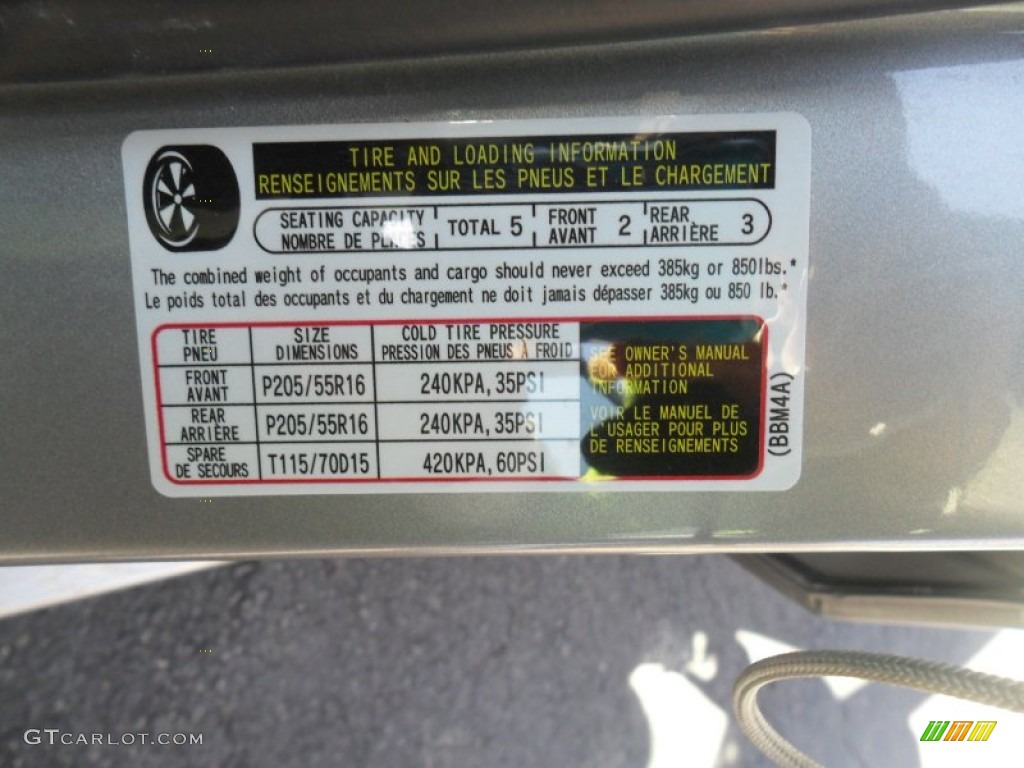 TIRE AND LOADING INFORMATION
RENSEIGNEMENTS SUR LES PNEUS ET LE CHARGEMENT
SEATING CAPACITY TOTAL 5 FRONT 2 REAR 3
NOMBRE DE PLACES AVANT ARRIÈRE
The combined weight of occupants and cargo should never exceed 385kg or 850lbs.*
Le poids total des occupants et du chargement ne doit jamais dépasser 385kg ou 850 lb.*
TIRE SIZE COLD TIRE PRESSURE
PNEU DIMENSIONS PRESSION DES PNEUS À FROID
FRONT
AVANT P205/55R16 240KPA, 35PSI
REAR
ARRIÈRE P205/55R16 240KPA, 35PSI
SPARE
DE SECOURS T115/70D15 420KPA, 60PSI
SEE OWNER'S MANUAL
FOR ADDITIONAL
INFORMATION
VOIR LE MANUEL DE
L'USAGER POUR PLUS
DE RENSEIGNEMENTS
(BBM4A)
GTCARLOT.COM